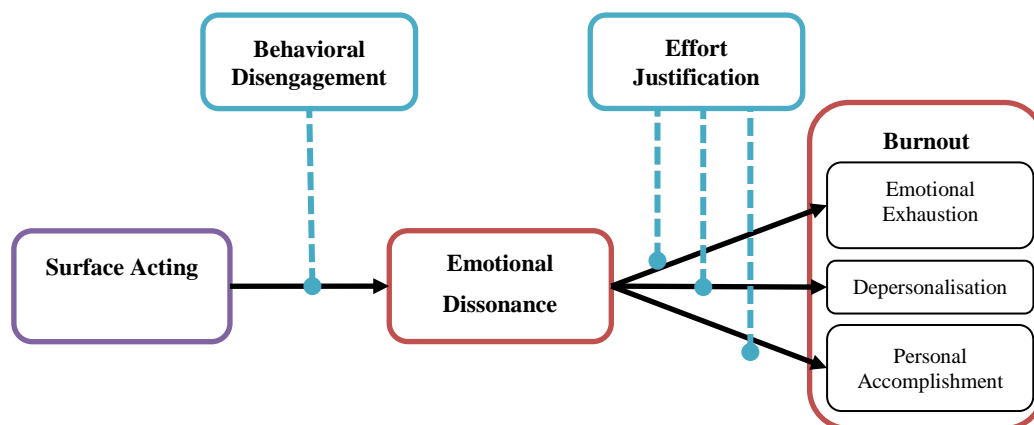 Behavioral
Disengagement
Effort
Justification
Burnout
Emotional
Exhaustion
Surface Acting
Emotional
Dissonance
Depersonalisation
Personal
Accomplishment